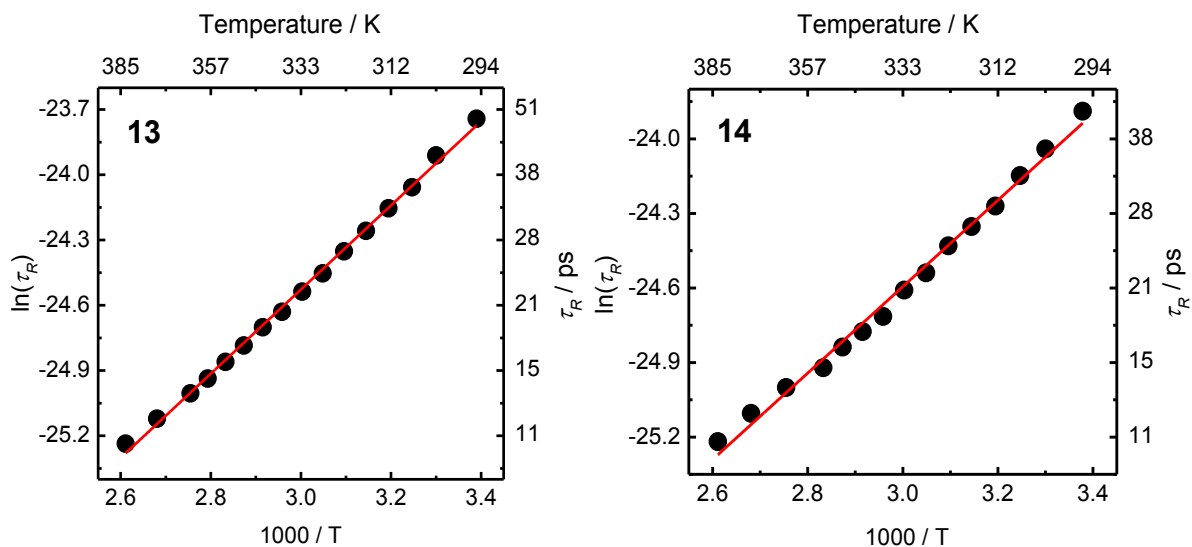 Temperature / K
385 357 333 312 294
13
-23.7
-24.0
-24.3
-24.6
-24.9
-25.2
ln(τR)
51
38
28
21
15
11
τR / ps
2.6 2.8 3.0 3.2 3.4
1000 / T
Temperature / K
385 357 333 312 294
14
-24.0
-24.3
-24.6
-24.9
-25.2
ln(τR)
38
28
21
15
11
τR / ps
2.6 2.8 3.0 3.2 3.4
1000 / T